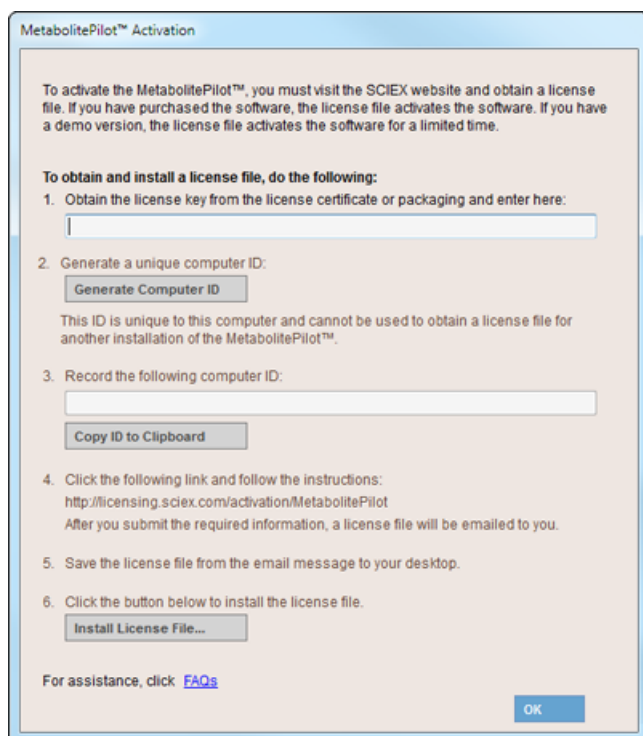 MetabolitePilot™ Activation
To activate the MetabolitePilot™, you must visit the SCIEX website and obtain a license
file. If you have purchased the software, the license file activates the software. If you have
a demo version, the license file activates the software for a limited time.
To obtain and install a license file, do the following:
1. Obtain the license key from the license certificate or packaging and enter here:
2. Generate a unique computer ID:
Generate Computer ID
This ID is unique to this computer and cannot be used to obtain a license file for
another installation of the MetabolitePilot™.
3. Record the following computer ID:
Copy ID to Clipboard
4. Click the following link and follow the instructions:
http://licensing.sciex.com/activation/MetabolitePilot
After you submit the required information, a license file will be emailed to you.
5. Save the license file from the email message to your desktop.
6. Click the button below to install the license file.
Install License File...
For assistance, click FAQs
OK